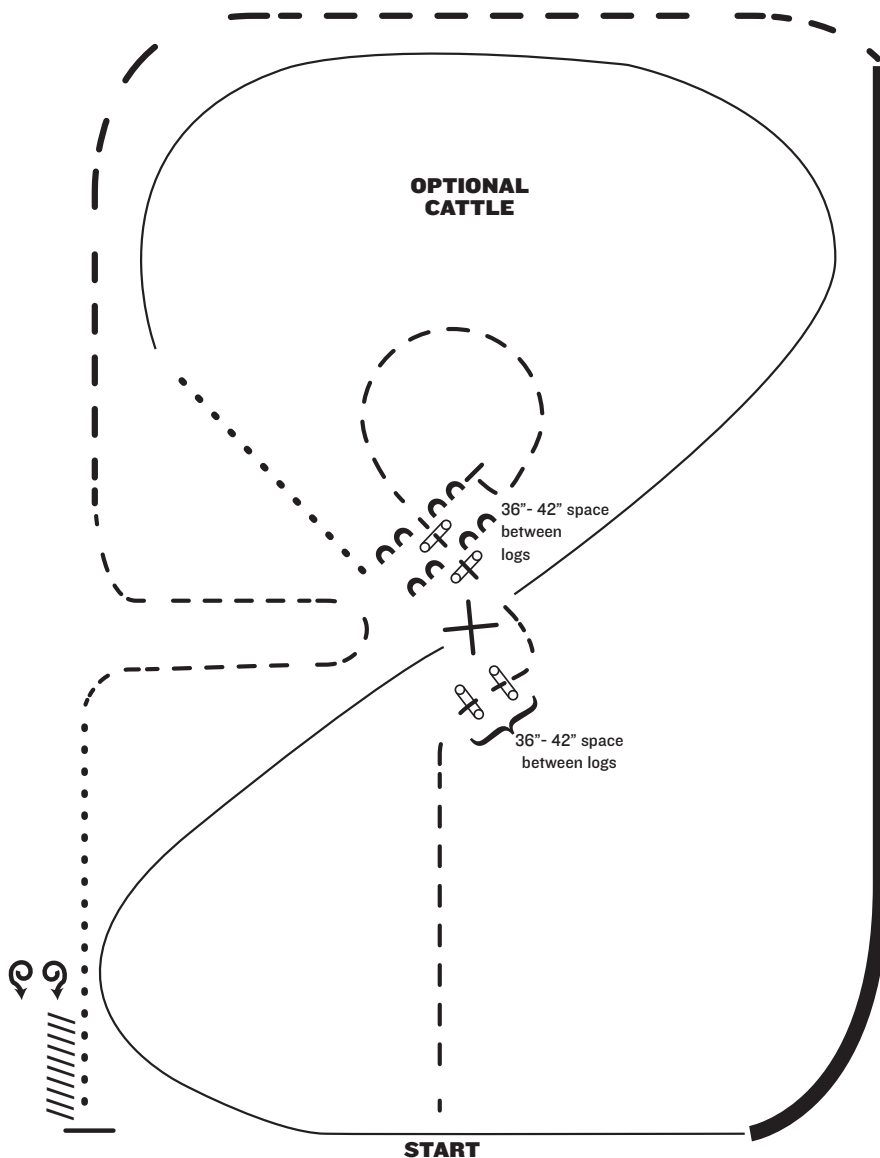 OPTIONAL
CATTLE
36”- 42” space
between
logs
36”- 42” space
between logs
START